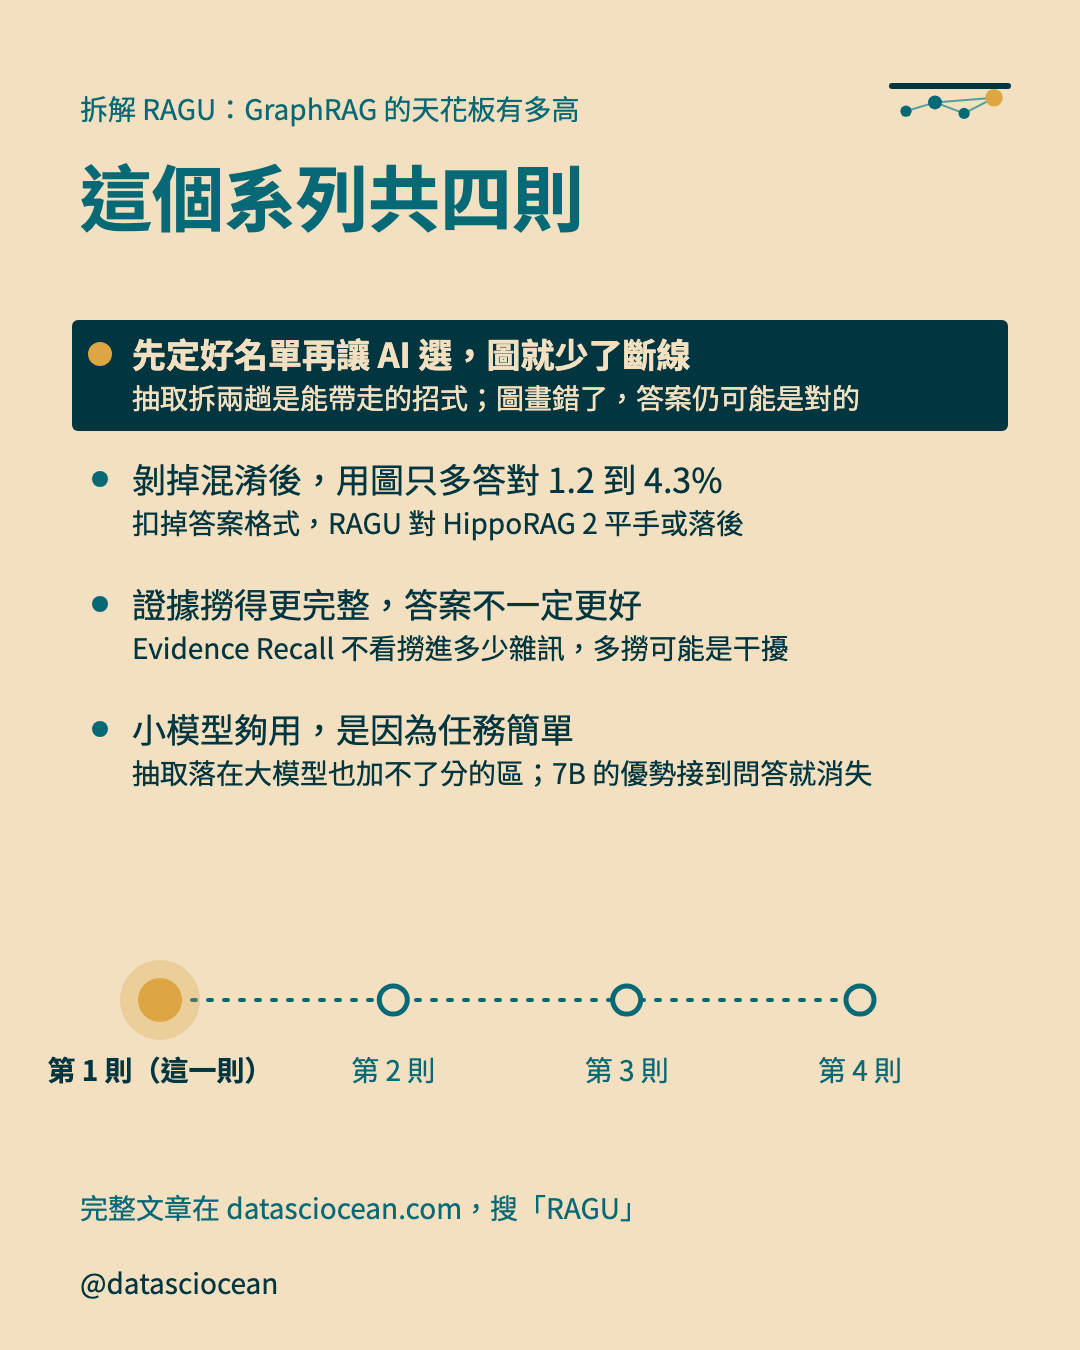 拆解 RAGU：GraphRAG 的天花板有多高
這個系列共四則
先定好名單再讓 AI 選，圖就少了斷線
抽取拆兩趟是能帶走的招式；圖畫錯了，答案仍可能是對的
剝掉混淆後，用圖只多答對 1.2 到 4.3%
扣掉答案格式，RAGU 對 HippoRAG 2 平手或落後
證據撈得更完整，答案不一定更好
Evidence Recall 不看撈進多少雜訊，多撈可能是干擾
小模型夠用，是因為任務簡單
抽取落在大模型也加不了分的區；7B 的優勢接到問答就消失
第 1 則（這一則）
第 2 則
第 3 則
第 4 則
完整文章在 datasciocean.com，搜「RAGU」
@datasciocean